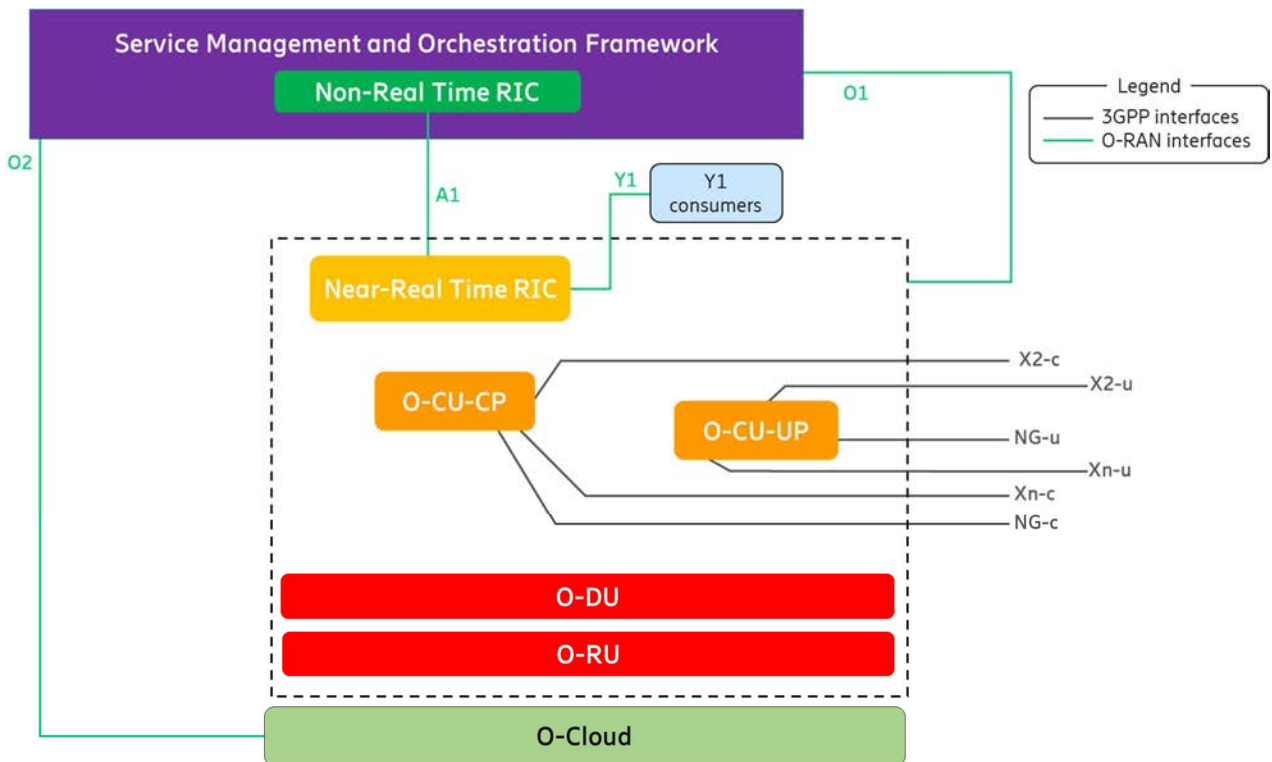 Service Management and Orchestration Framework
Non-Real Time RIC
O1
Legend
3GPP interfaces
O-RAN interfaces
O2
A1
Y1
Y1
consumers
Near-Real Time RIC
X2-c
O-CU-CP
X2-u
O-CU-UP
NG-u
Xn-u
Xn-c
NG-c
O-DU
O-RU
O-Cloud